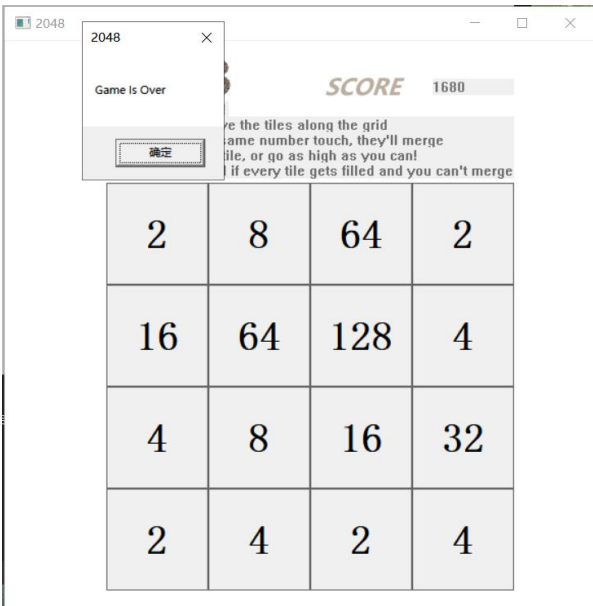 2048
2048
Game Is Over
确定
SCORE 1680
the tiles along the grid
same number touch, they'll merge
tile, or go as high as you can!
if every tile gets filled and you can't merge
2 8 64 2
16 64 128 4
4 8 16 32
2 4 2 4